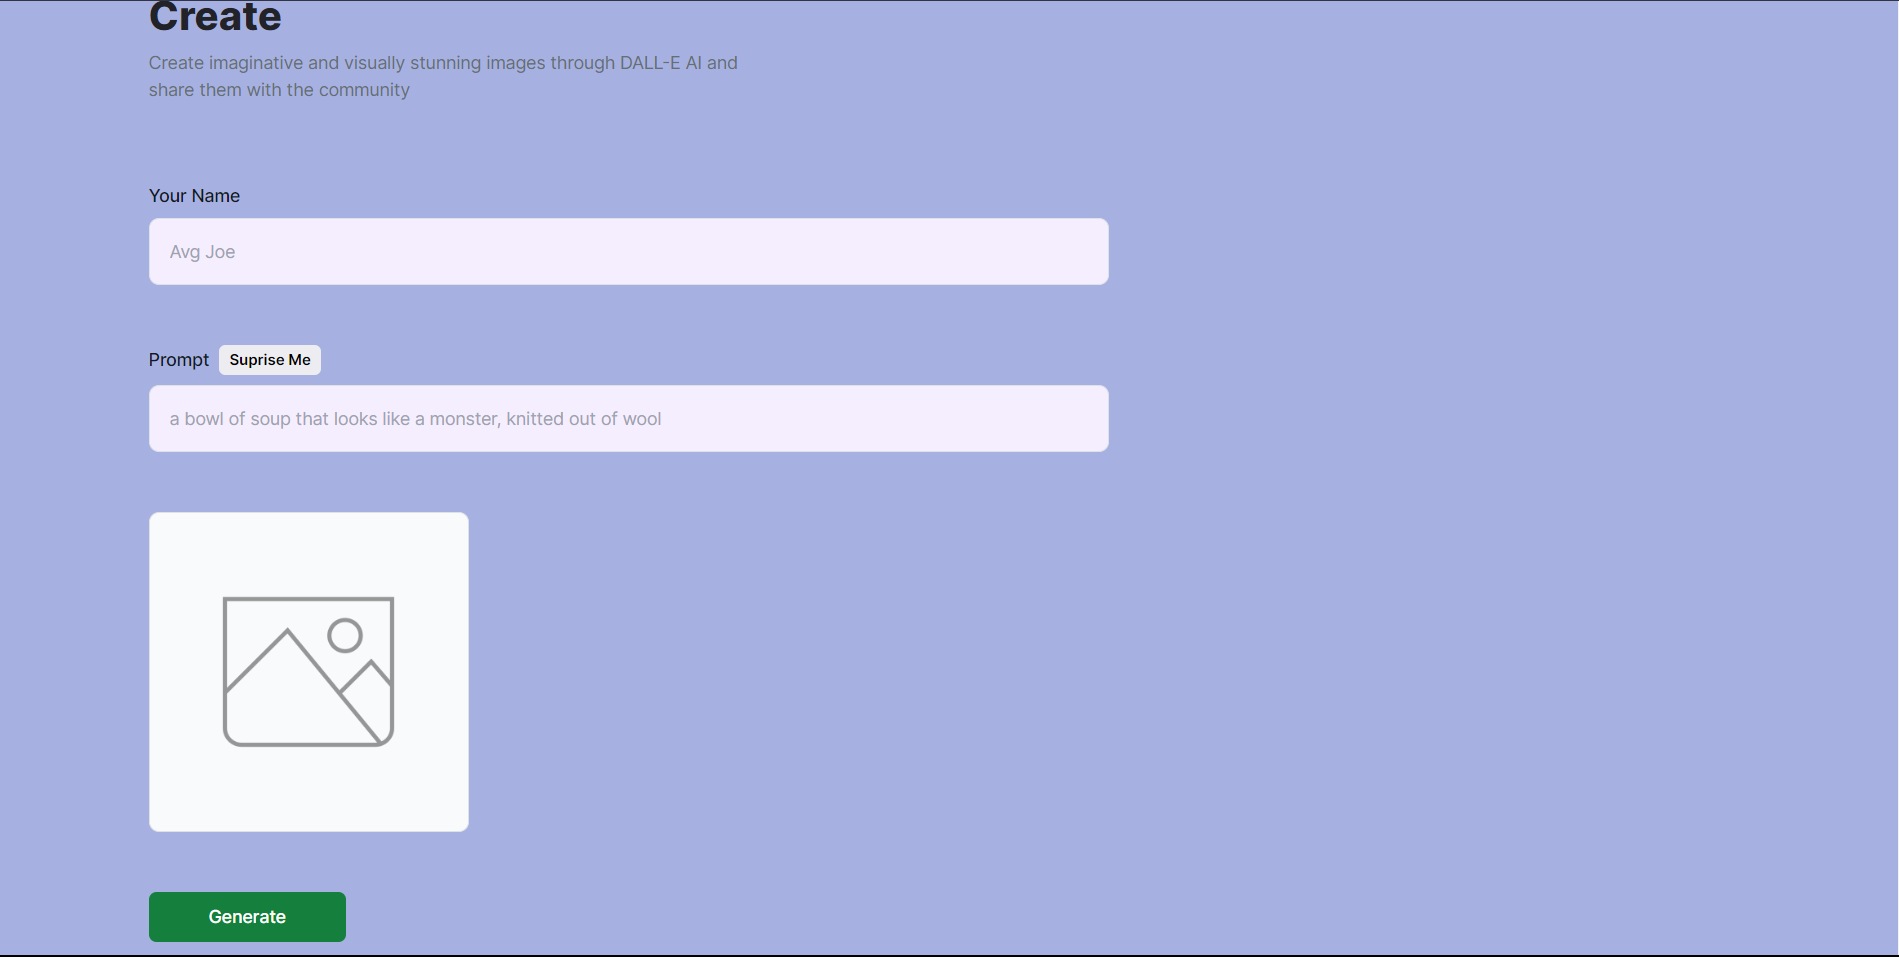 Create
Create imaginative and visually stunning images through DALL-E AI and
share them with the community
Your Name
Avg Joe
Prompt Suprise Me
a bowl of soup that looks like a monster, knitted out of wool
Generate